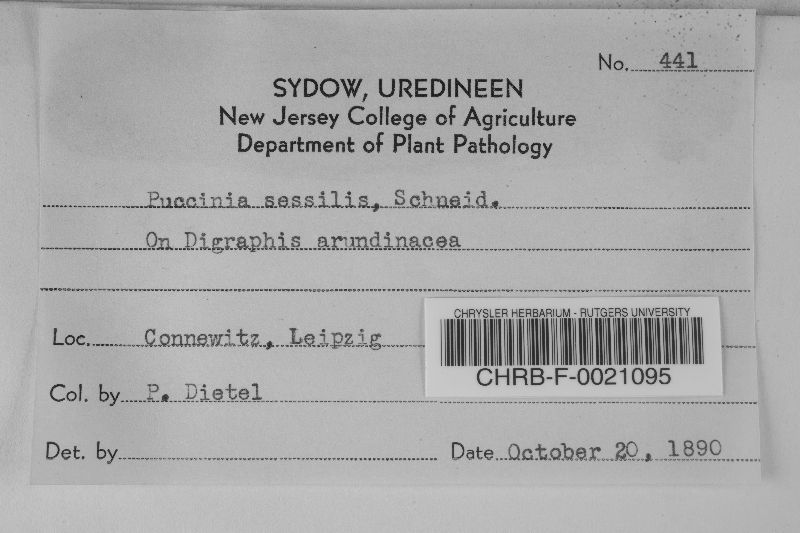 No. 441
SYDOW, UREDINEEN
New Jersey College of Agriculture
Department of Plant Pathology
Puccinia sessilis, Schneid.
On Digraphis arundinacea
Loc. Connewitz, Leipzig
CHRYSLER HERBARIUM - RUTGERS UNIVERSITY
CHRB-F-0021095
Col. by P. Dietel
Det. by
Date October 20, 1890